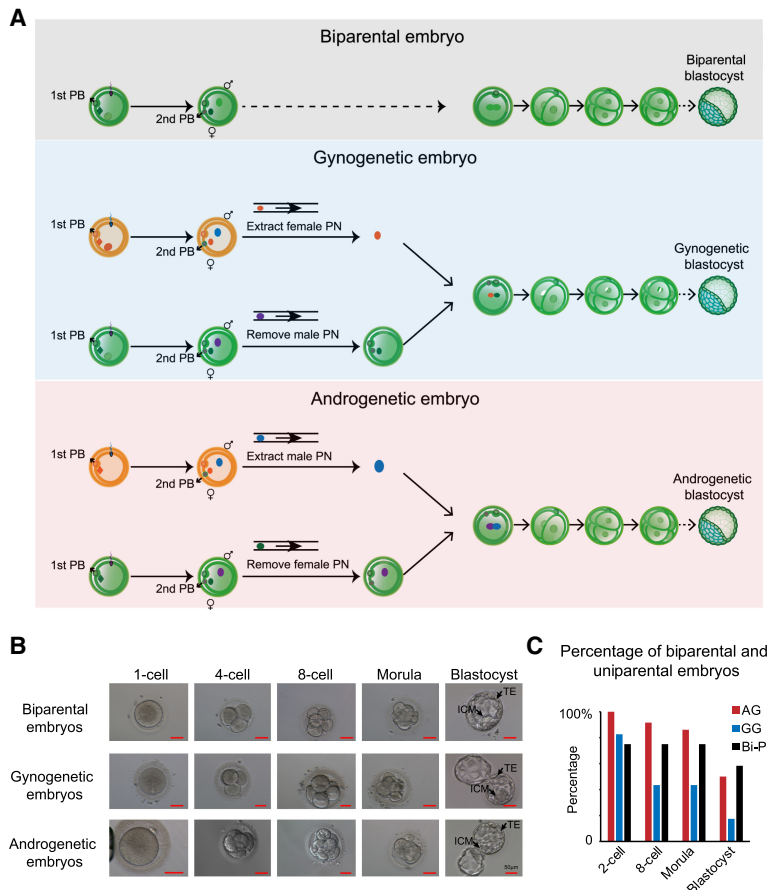 A
Biparental embryo
Biparental
blastocyst
1st PB
2nd PB
♂
♀
Gynogenetic embryo
1st PB
2nd PB
♂
♀
Extract female PN
Gynogenetic
blastocyst
1st PB
2nd PB
♂
♀
Remove male PN
Androgenetic embryo
1st PB
2nd PB
♂
♀
Extract male PN
Androgenetic
blastocyst
1st PB
2nd PB
♂
♀
Remove female PN
B
1-cell
4-cell
8-cell
Morula
Blastocyst
Biparental
embryos
TE
ICM
Gynogenetic
embryos
TE
ICM
Androgenetic
embryos
TE
ICM
50μm
C
Percentage of biparental and
uniparental embryos
AG
GG
Bi-P
100%
Percentage
0
2-cell
8-cell
Morula
Blastocyst